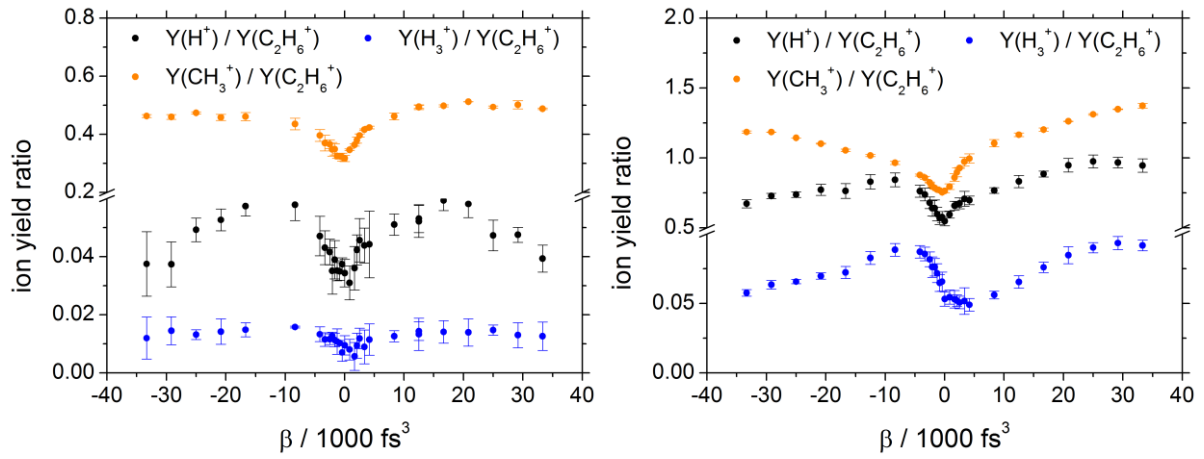 Y(H⁺) / Y(C₂H₆⁺) Y(H₃⁺) / Y(C₂H₆⁺)
Y(CH₃⁺) / Y(C₂H₆⁺)
0.8
0.6
0.4
0.2
0.04
0.02
0.00
ion yield ratio
-40 -30 -20 -10 0 10 20 30 40
β / 1000 fs³
Y(H⁺) / Y(C₂H₆⁺) Y(H₃⁺) / Y(C₂H₆⁺)
Y(CH₃⁺) / Y(C₂H₆⁺)
2.0
1.5
1.0
0.5
0.05
0.00
ion yield ratio
-40 -30 -20 -10 0 10 20 30 40
β / 1000 fs³